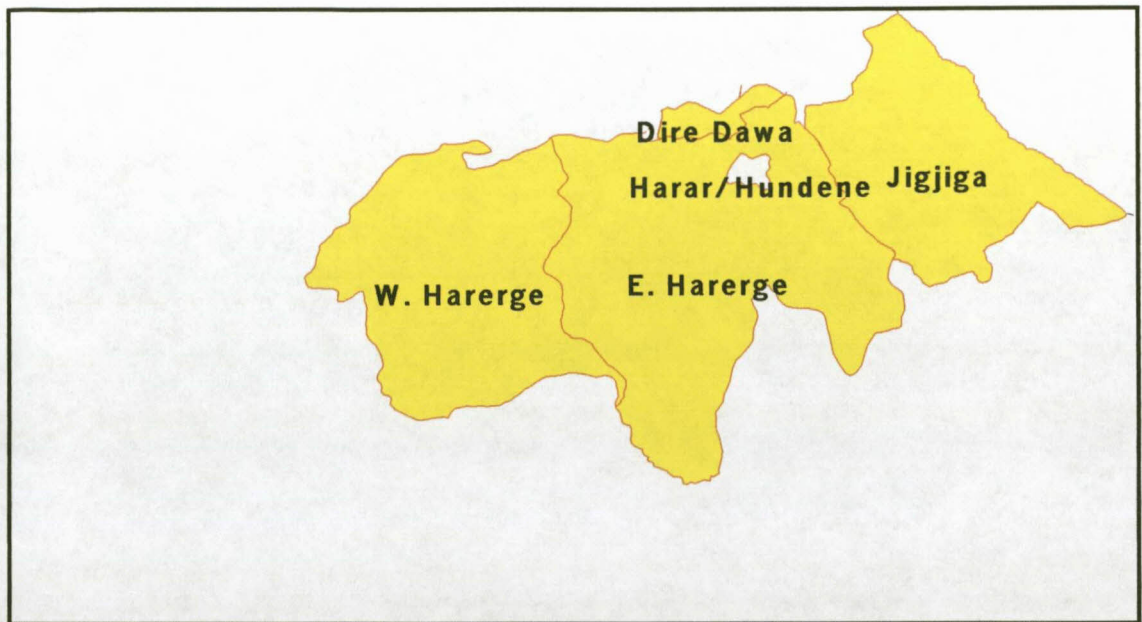 Dire Dawa
Harar/Hundene
Jigjiga
W. Harerge
E. Harerge